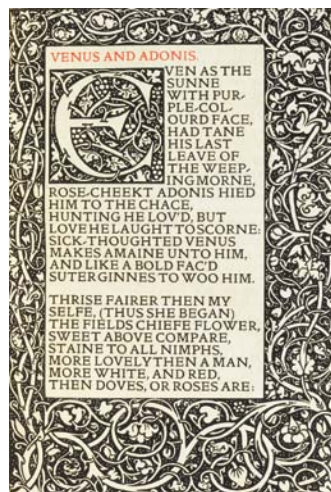 VENUS AND ADONIS.
EVEN AS THE
SUNNE
WITH PUR-
PLE-COL-
OURD FACE,
HAD TANE
HIS LAST
LEAVE OF
THE WEEP-
ING MORNE,
ROSE-CHEEKT ADONIS HIED
HIM TO THE CHACE,
HUNTING HE LOV'D, BUT
LOVE HE LAUGHT TO SCORNE:
SICK-THOUGHTED VENUS
MAKES AMAINE UNTO HIM,
AND LIKE A BOLD FAC'D
SUTER GINNES TO WOO HIM.
THRISE FAIRER THEN MY
SELFE, (THUS SHE BEGAN)
THE FIELDS CHIEFE FLOWER,
SWEET ABOVE COMPARE,
STAINE TO ALL NIMPHS,
MORE LOVELY THEN A MAN,
MORE WHITE, AND RED,
THEN DOVES, OR ROSES ARE: